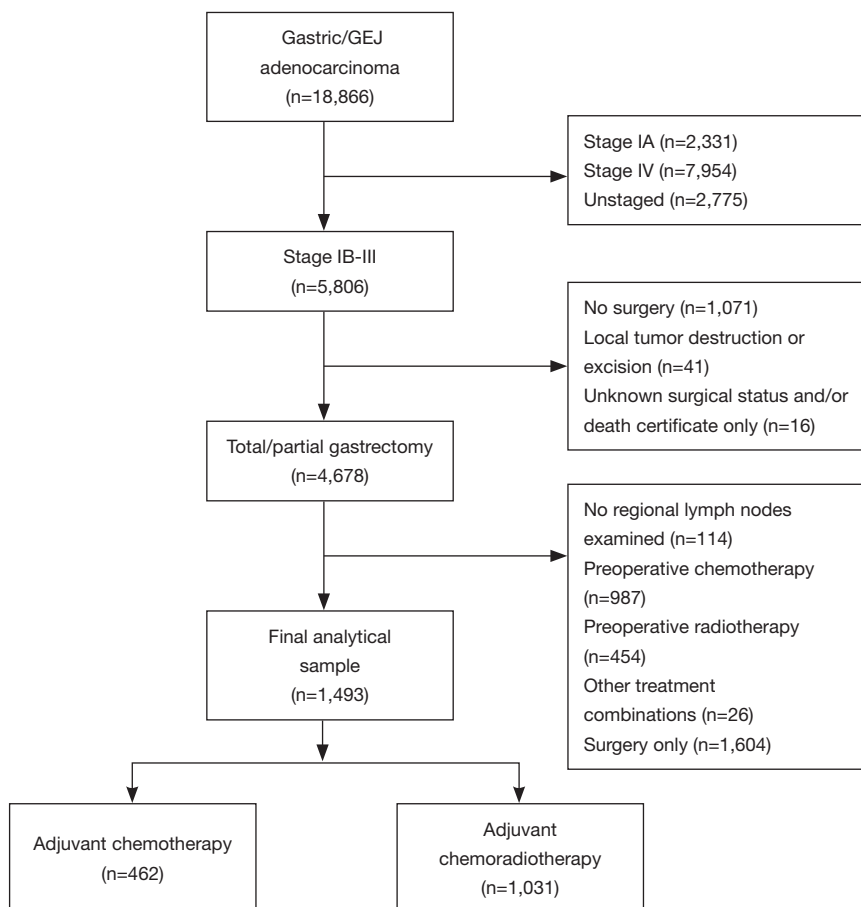 Gastric/GEJ
adenocarcinoma
(n=18,866)
Stage IA (n=2,331)
Stage IV (n=7,954)
Unstaged (n=2,775)
Stage IB-III
(n=5,806)
No surgery (n=1,071)
Local tumor destruction or
excision (n=41)
Unknown surgical status and/or
death certificate only (n=16)
Total/partial gastrectomy
(n=4,678)
No regional lymph nodes
examined (n=114)
Preoperative chemotherapy
(n=987)
Preoperative radiotherapy
(n=454)
Other treatment
combinations (n=26)
Surgery only (n=1,604)
Final analytical
sample
(n=1,493)
Adjuvant chemotherapy
(n=462)
Adjuvant
chemoradiotherapy
(n=1,031)